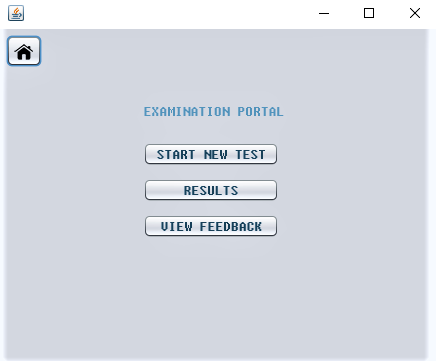 EXAMINATION PORTAL
START NEW TEST
RESULTS
VIEW FEEDBACK